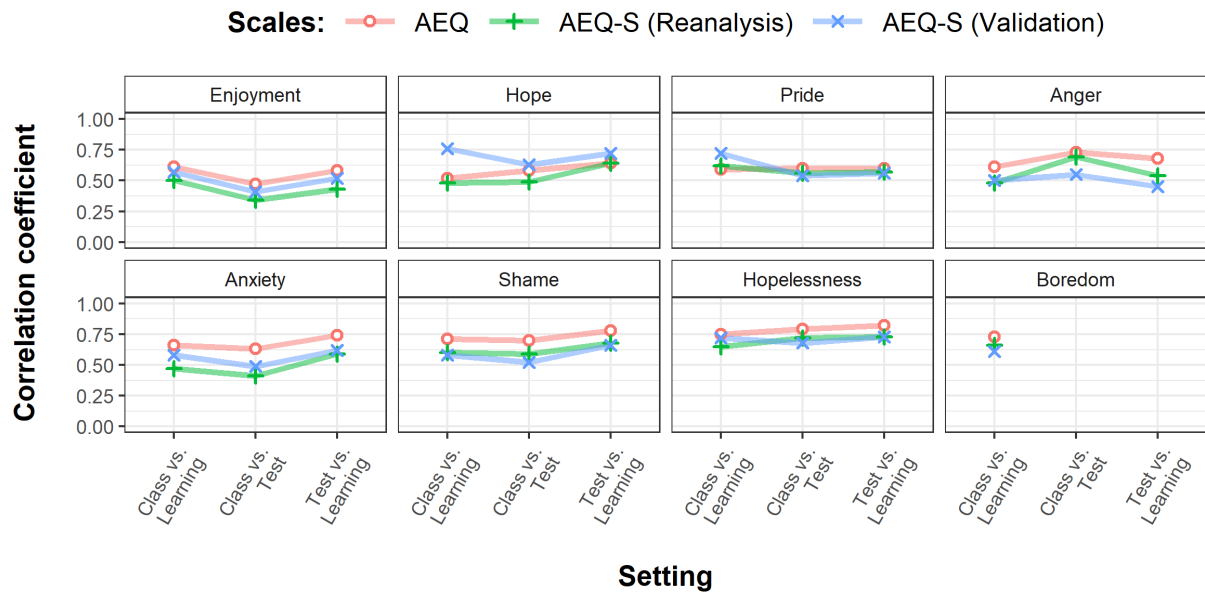 Scales: AEQ AEQ-S (Reanalysis) AEQ-S (Validation)
Correlation coefficient
Enjoyment Hope Pride Anger
1.00
0.75
0.50
0.25
0.00
Anxiety Shame Hopelessness Boredom
1.00
0.75
0.50
0.25
0.00
Class vs.
Learning
Class vs.
Test
Test vs.
Learning
Class vs.
Learning
Class vs.
Test
Test vs.
Learning
Class vs.
Learning
Class vs.
Test
Test vs.
Learning
Class vs.
Learning
Class vs.
Test
Test vs.
Learning
Setting